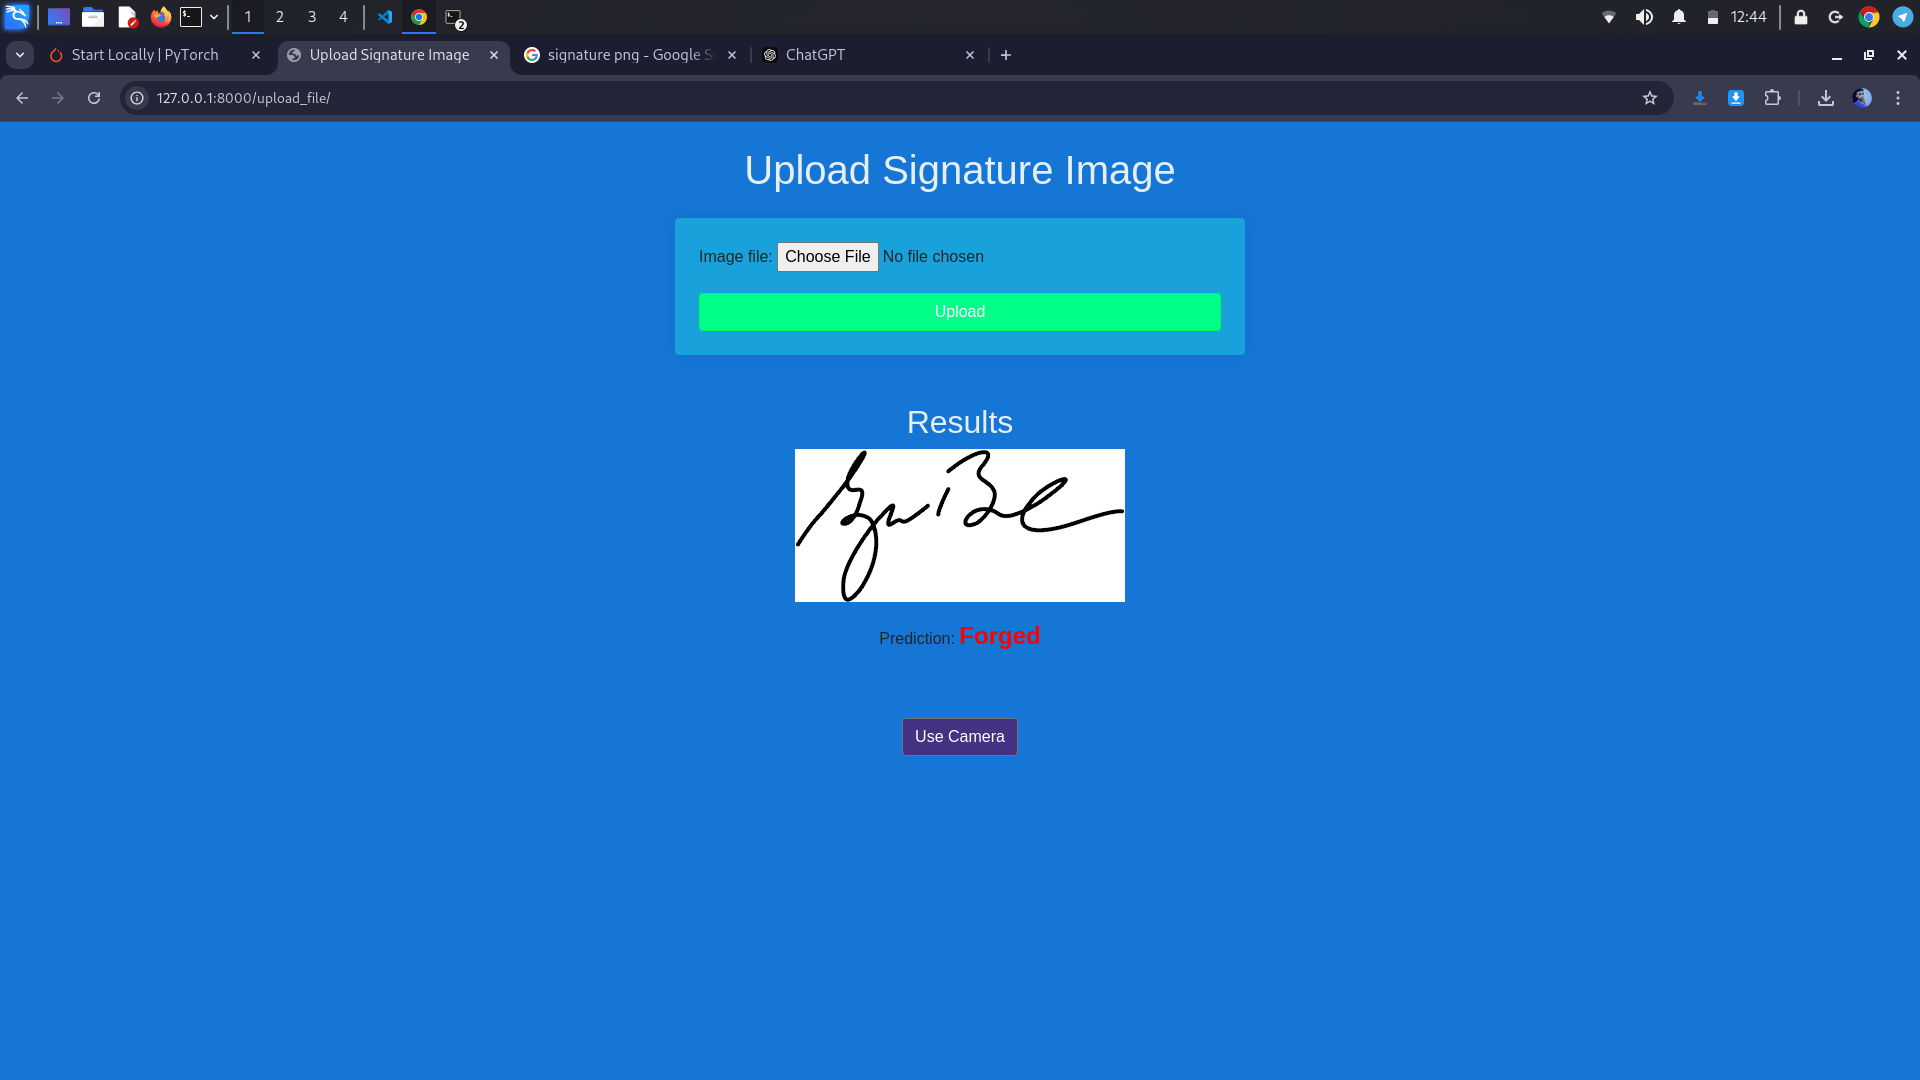 1 2 3 4 2 12:44
Start Locally | PyTorch Upload Signature Image signature png - Google S ChatGPT
127.0.0.1:8000/upload_file/
Upload Signature Image
Image file: Choose File No file chosen
Upload
Results
Prediction: Forged
Use Camera